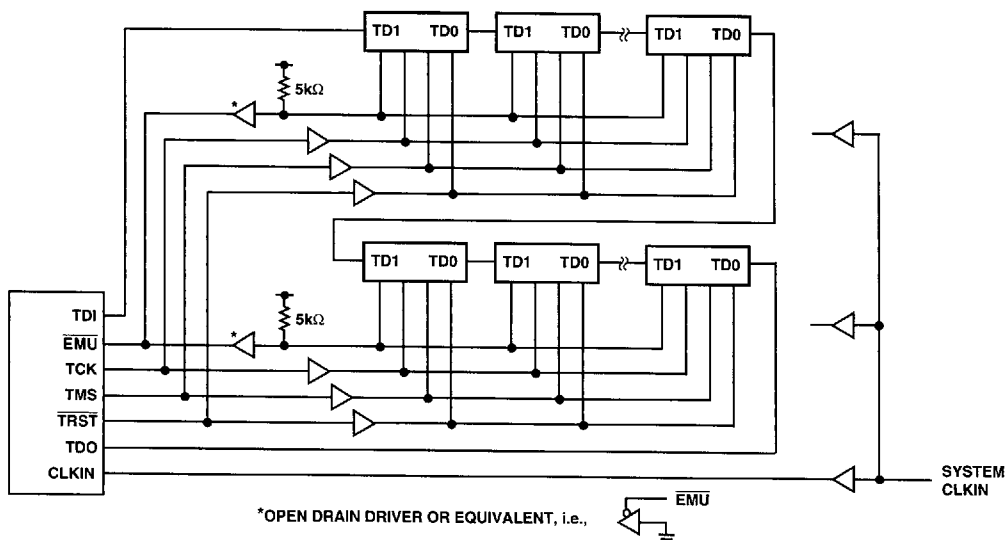 TD1 TD0 TD1 TD0 TD1 TD0
5kΩ
*
TD1 TD0 TD1 TD0 TD1 TD0
5kΩ
*
TDI
EMU
TCK
TMS
TRST
TDO
CLKIN
SYSTEM
CLKIN
*OPEN DRAIN DRIVER OR EQUIVALENT, i.e.,
EMU